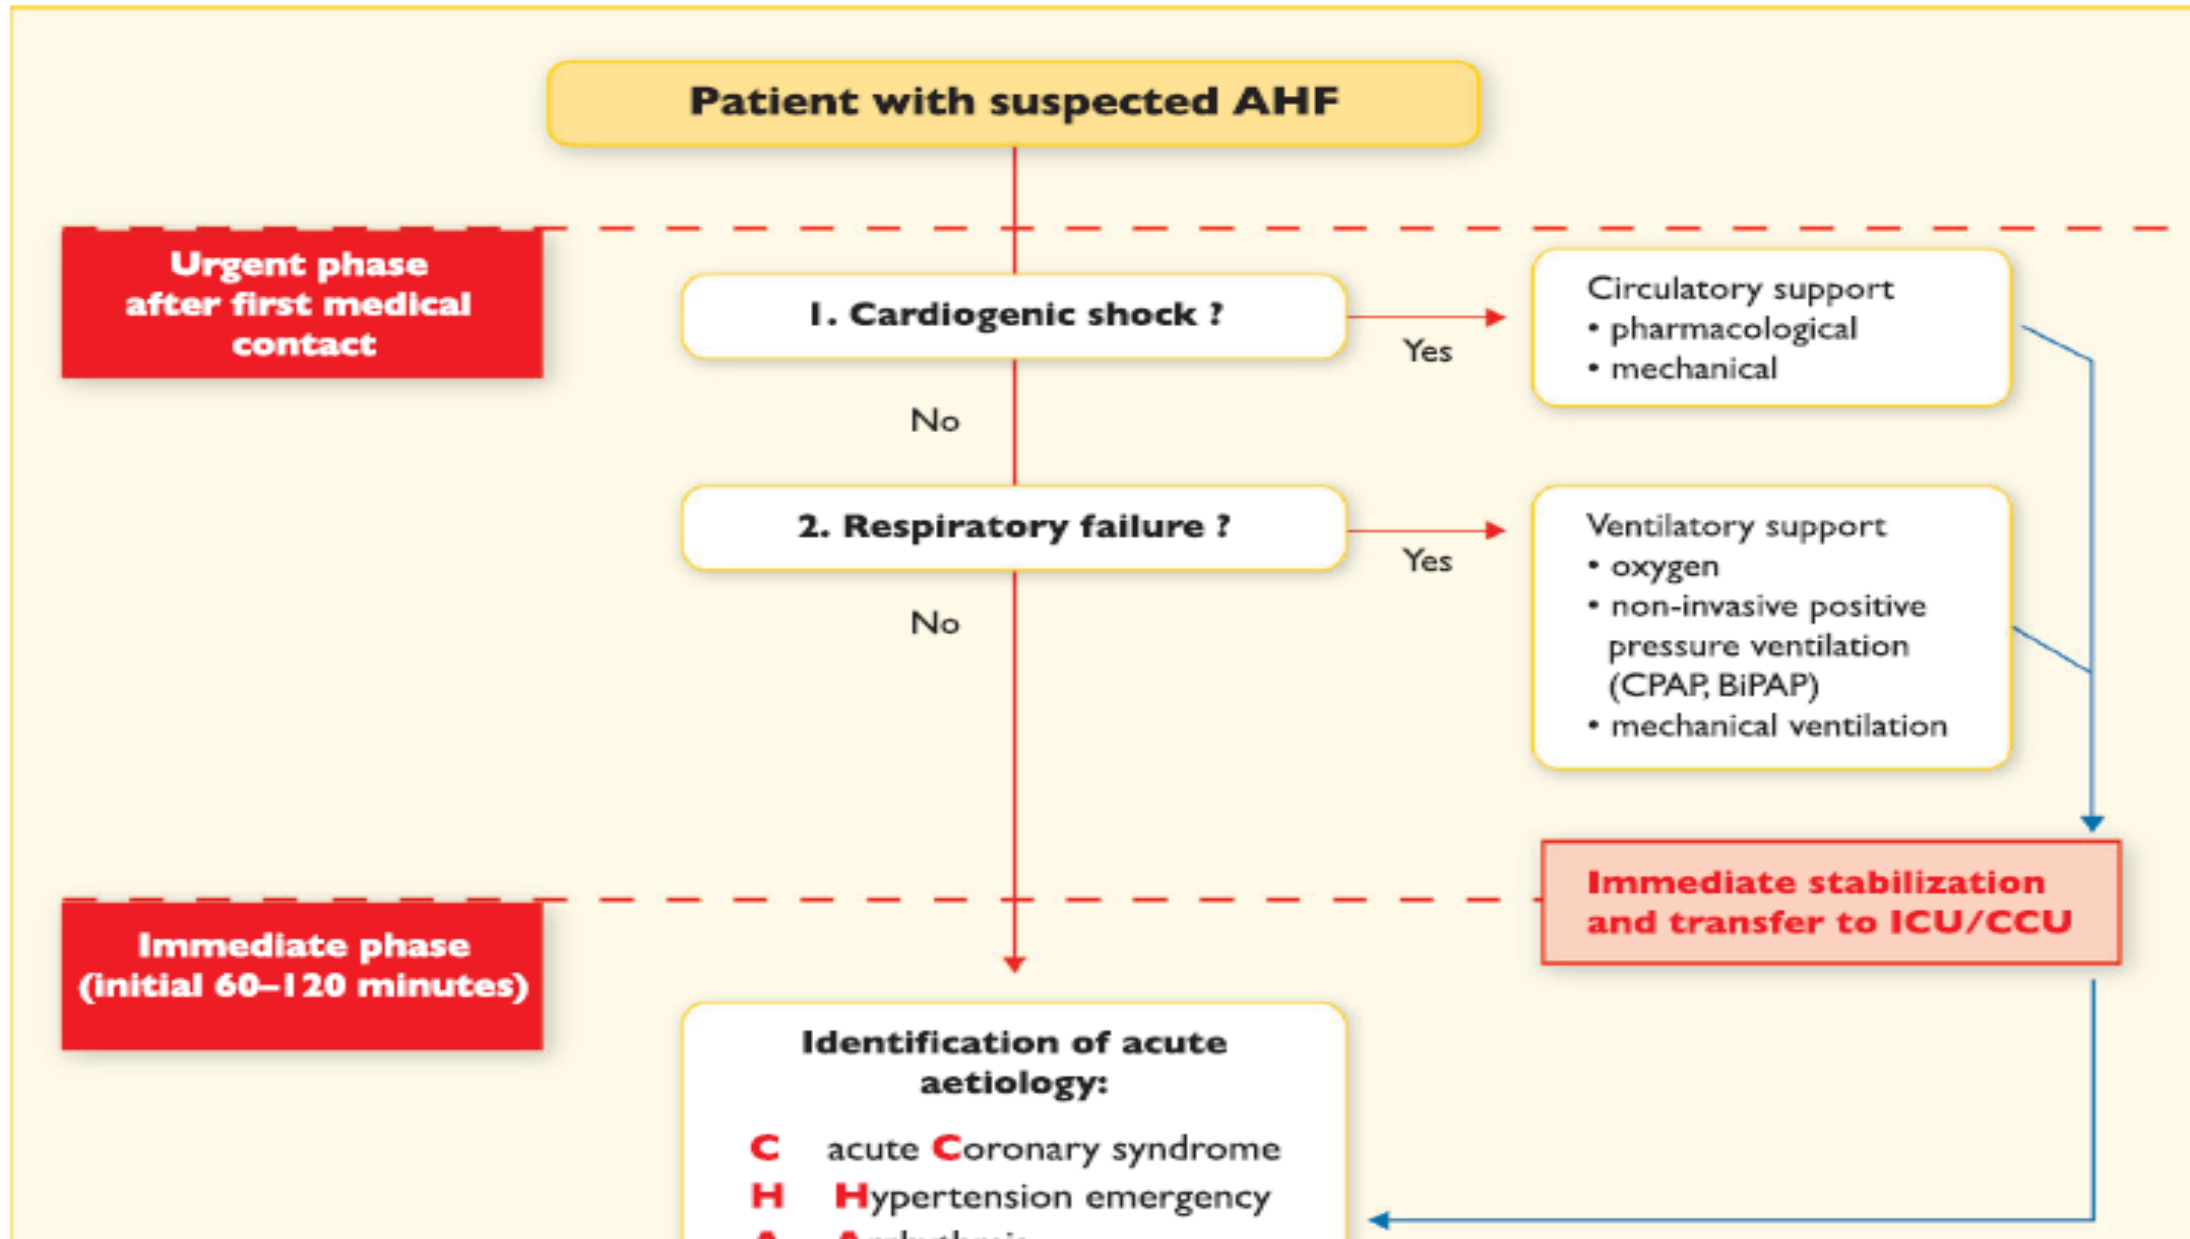 Patient with suspected AHF
Urgent phase
after first medical
contact
1. Cardiogenic shock ?
Yes
Circulatory support
• pharmacological
• mechanical
No
2. Respiratory failure ?
Yes
Ventilatory support
• oxygen
• non-invasive positive
pressure ventilation
(CPAP, BiPAP)
• mechanical ventilation
No
Immediate stabilization
and transfer to ICU/CCU
Immediate phase
(initial 60–120 minutes)
Identification of acute
aetiology:
C acute Coronary syndrome
H Hypertension emergency